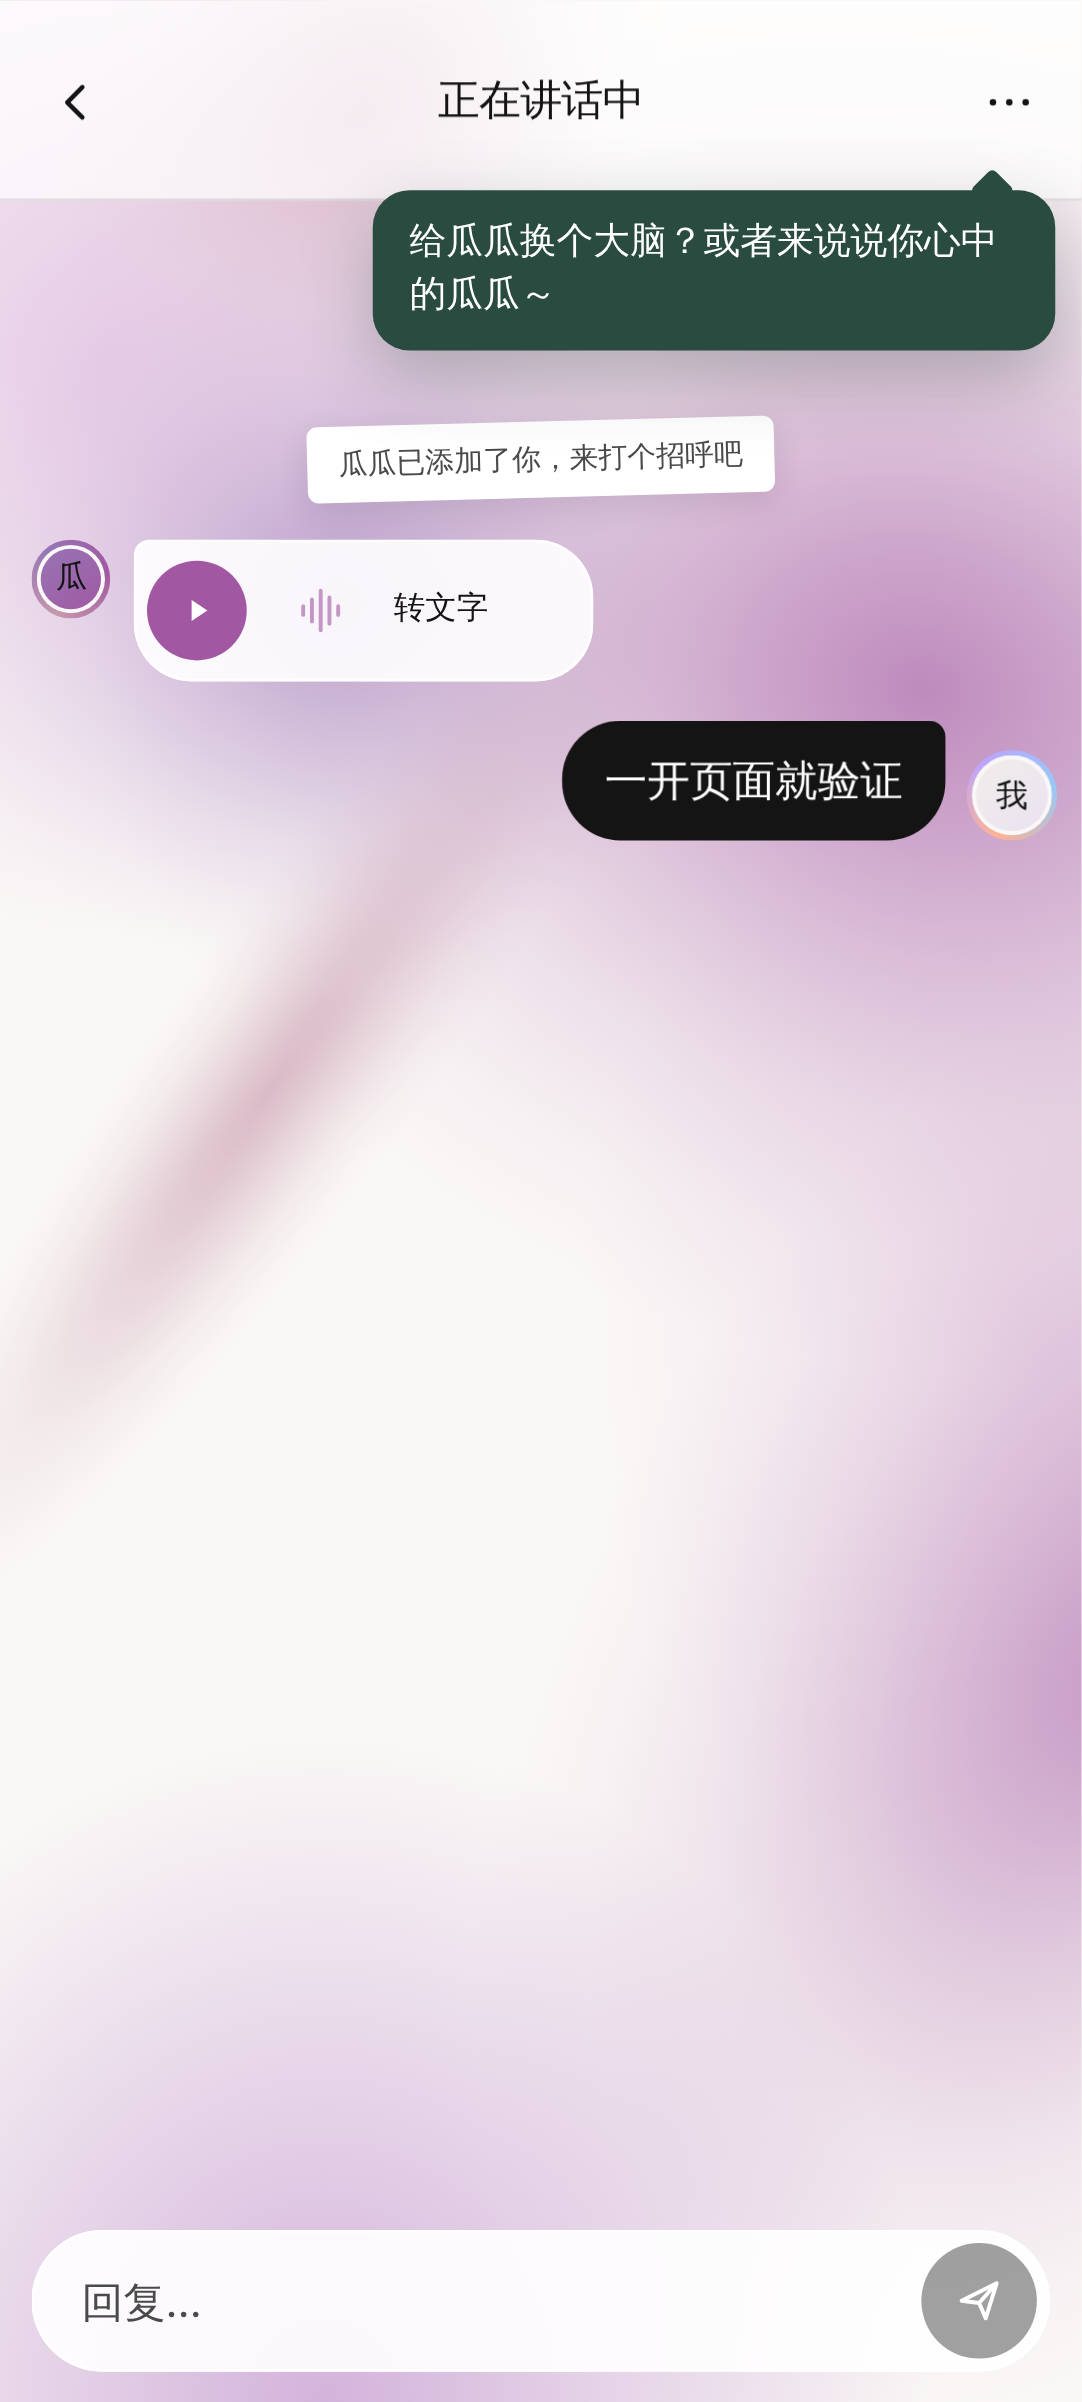 正在讲话中
给瓜瓜换个大脑？或者来说说你心中
的瓜瓜～
瓜瓜已添加了你，来打个招呼吧
瓜
转文字
一开页面就验证
我
回复...